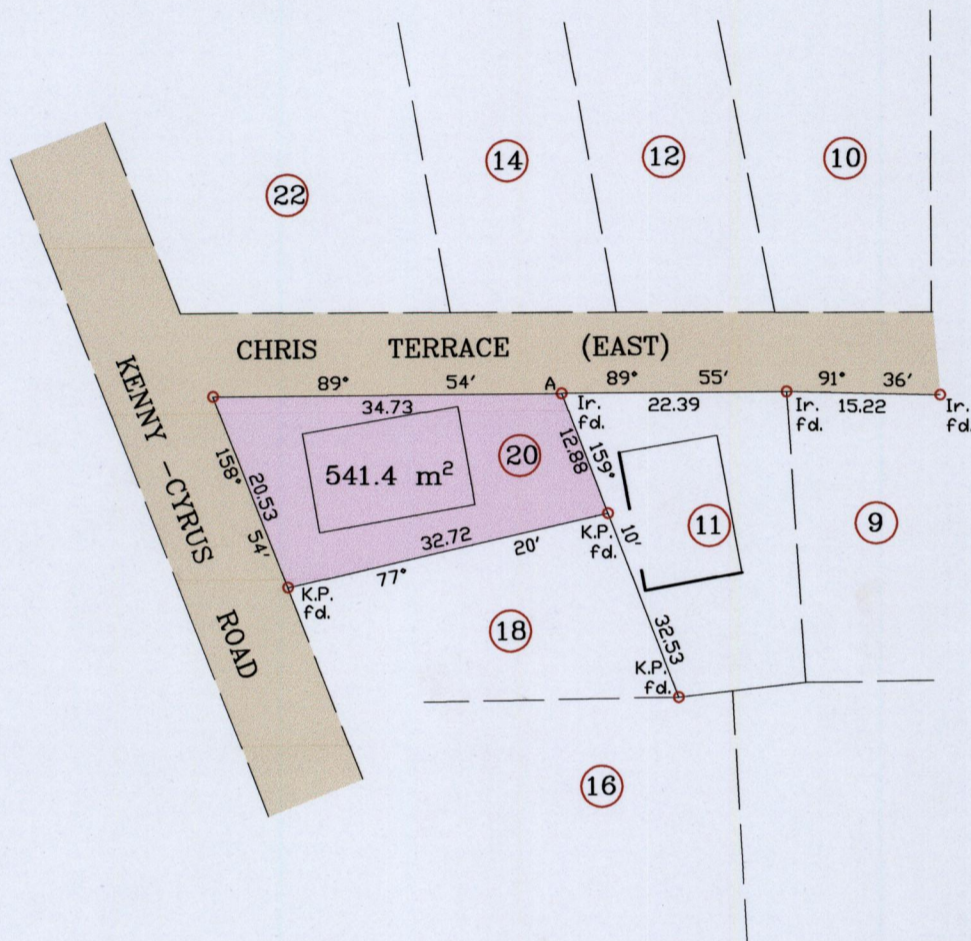 22
14
12
10
CHRIS TERRACE (EAST)
KENNY -CYRUS ROAD
89° 54′
34.73
A
89° 55′
22.39
91° 36′
15.22
Ir.
fd.
Ir.
fd.
Ir.
fd.
158° 54′
20.53
541.4 m²
20
12.88
159° 10′
32.72
77° 20′
K.P.
fd.
K.P.
fd.
11
9
18
32.53
K.P.
fd.
16